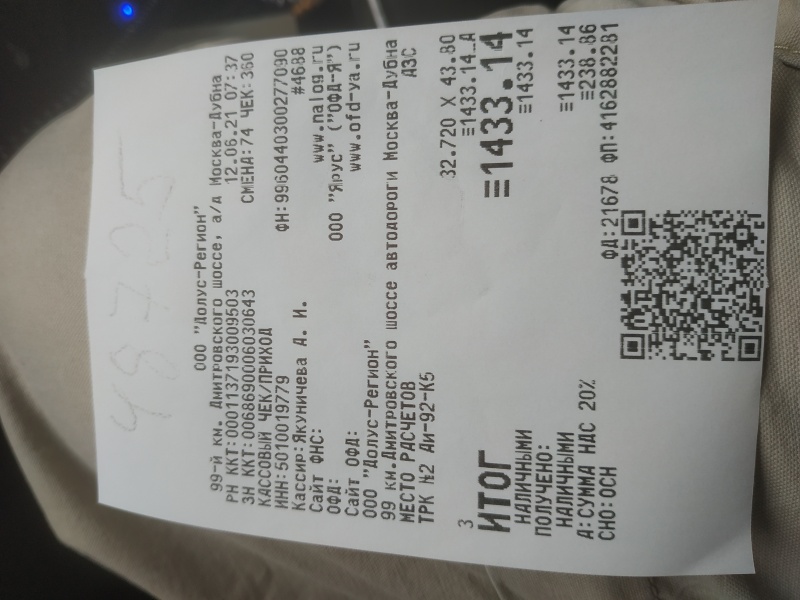 48725
ООО "Долус-Регион"
99-й км. Дмитровского шоссе, а/д Москва-Дубна
РН ККТ:0001137193009503 12.06.21 07:37
ЗН ККТ:00686900060З0643 СМЕНА:74 ЧЕК:360
КАССОВЫЙ ЧЕК/ПРИХОД
ИНН:5010019779 ФН:9960440300277090
Кассир:Якуничева А. И. #4688
Сайт ФНС: www.nalog.ru
ОФД: ООО "Ярус" ("ОФД-Я")
Сайт ОФД: www.ofd-ya.ru
ООО "Долус-Регион"
99 км.Дмитровского шоссе автодороги Москва-Дубна
МЕСТО РАСЧЕТОВ АЗС
ТРК №2 Аи-92-К5
32.720 X 43.80
3 ≡1433.14_А
ИТОГ ≡1433.14
НАЛИЧНЫМИ ≡1433.14
ПОЛУЧЕНО:
НАЛИЧНЫМИ ≡1433.14
А:СУММА НДС 20% ≡238.86
СНО:ОСН ФД:21678 ФП:4162882281